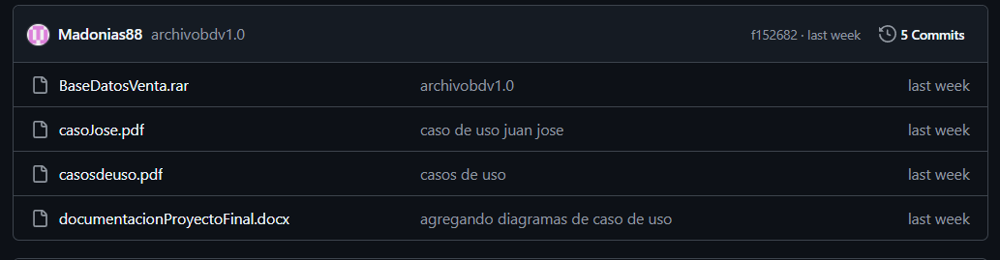 Madonias88 archivobdv1.0 f152682 · last week 5 Commits
BaseDatosVenta.rar archivobdv1.0 last week
casoJose.pdf caso de uso juan jose last week
casosdeuso.pdf casos de uso last week
documentacionProyectoFinal.docx agregando diagramas de caso de uso last week